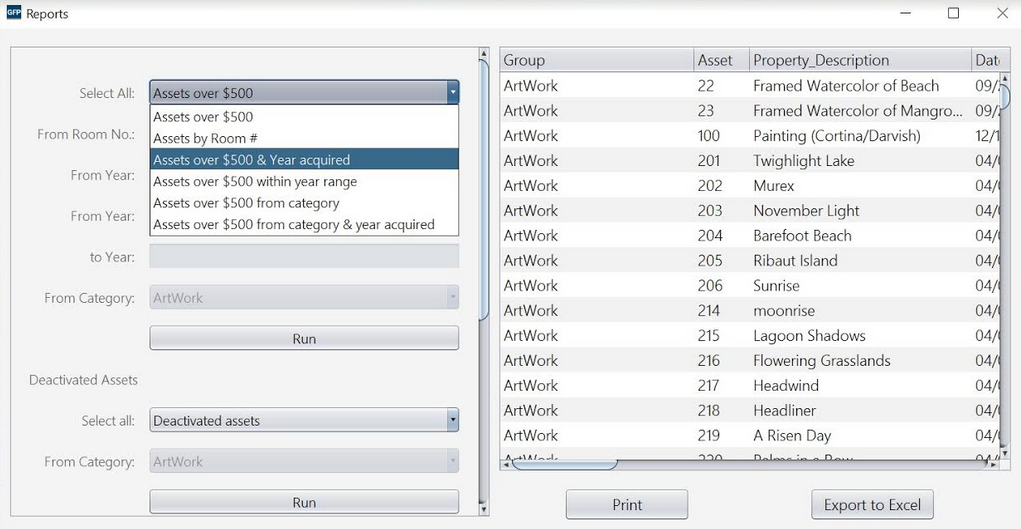 GFP Reports
Select All: Assets over $500
Assets over $500
From Room No.: Assets by Room #
Assets over $500 & Year acquired
From Year: Assets over $500 within year range
Assets over $500 from category
From Year: Assets over $500 from category & year acquired
to Year:
From Category: ArtWork
Run
Deactivated Assets
Select all: Deactivated assets
From Category: ArtWork
Run
Group Asset Property_Description Date
ArtWork 22 Framed Watercolor of Beach 09/
ArtWork 23 Framed Watercolor of Mangro... 09/
ArtWork 100 Painting (Cortina/Darvish) 12/1
ArtWork 201 Twighlight Lake 04/
ArtWork 202 Murex 04/
ArtWork 203 November Light 04/
ArtWork 204 Barefoot Beach 04/
ArtWork 205 Ribaut Island 04/
ArtWork 206 Sunrise 04/
ArtWork 214 moonrise 04/
ArtWork 215 Lagoon Shadows 04/
ArtWork 216 Flowering Grasslands 04/
ArtWork 217 Headwind 04/
ArtWork 218 Headliner 04/
ArtWork 219 A Risen Day 04/
ArtWork 220 Palms in a Row 04/
Print Export to Excel